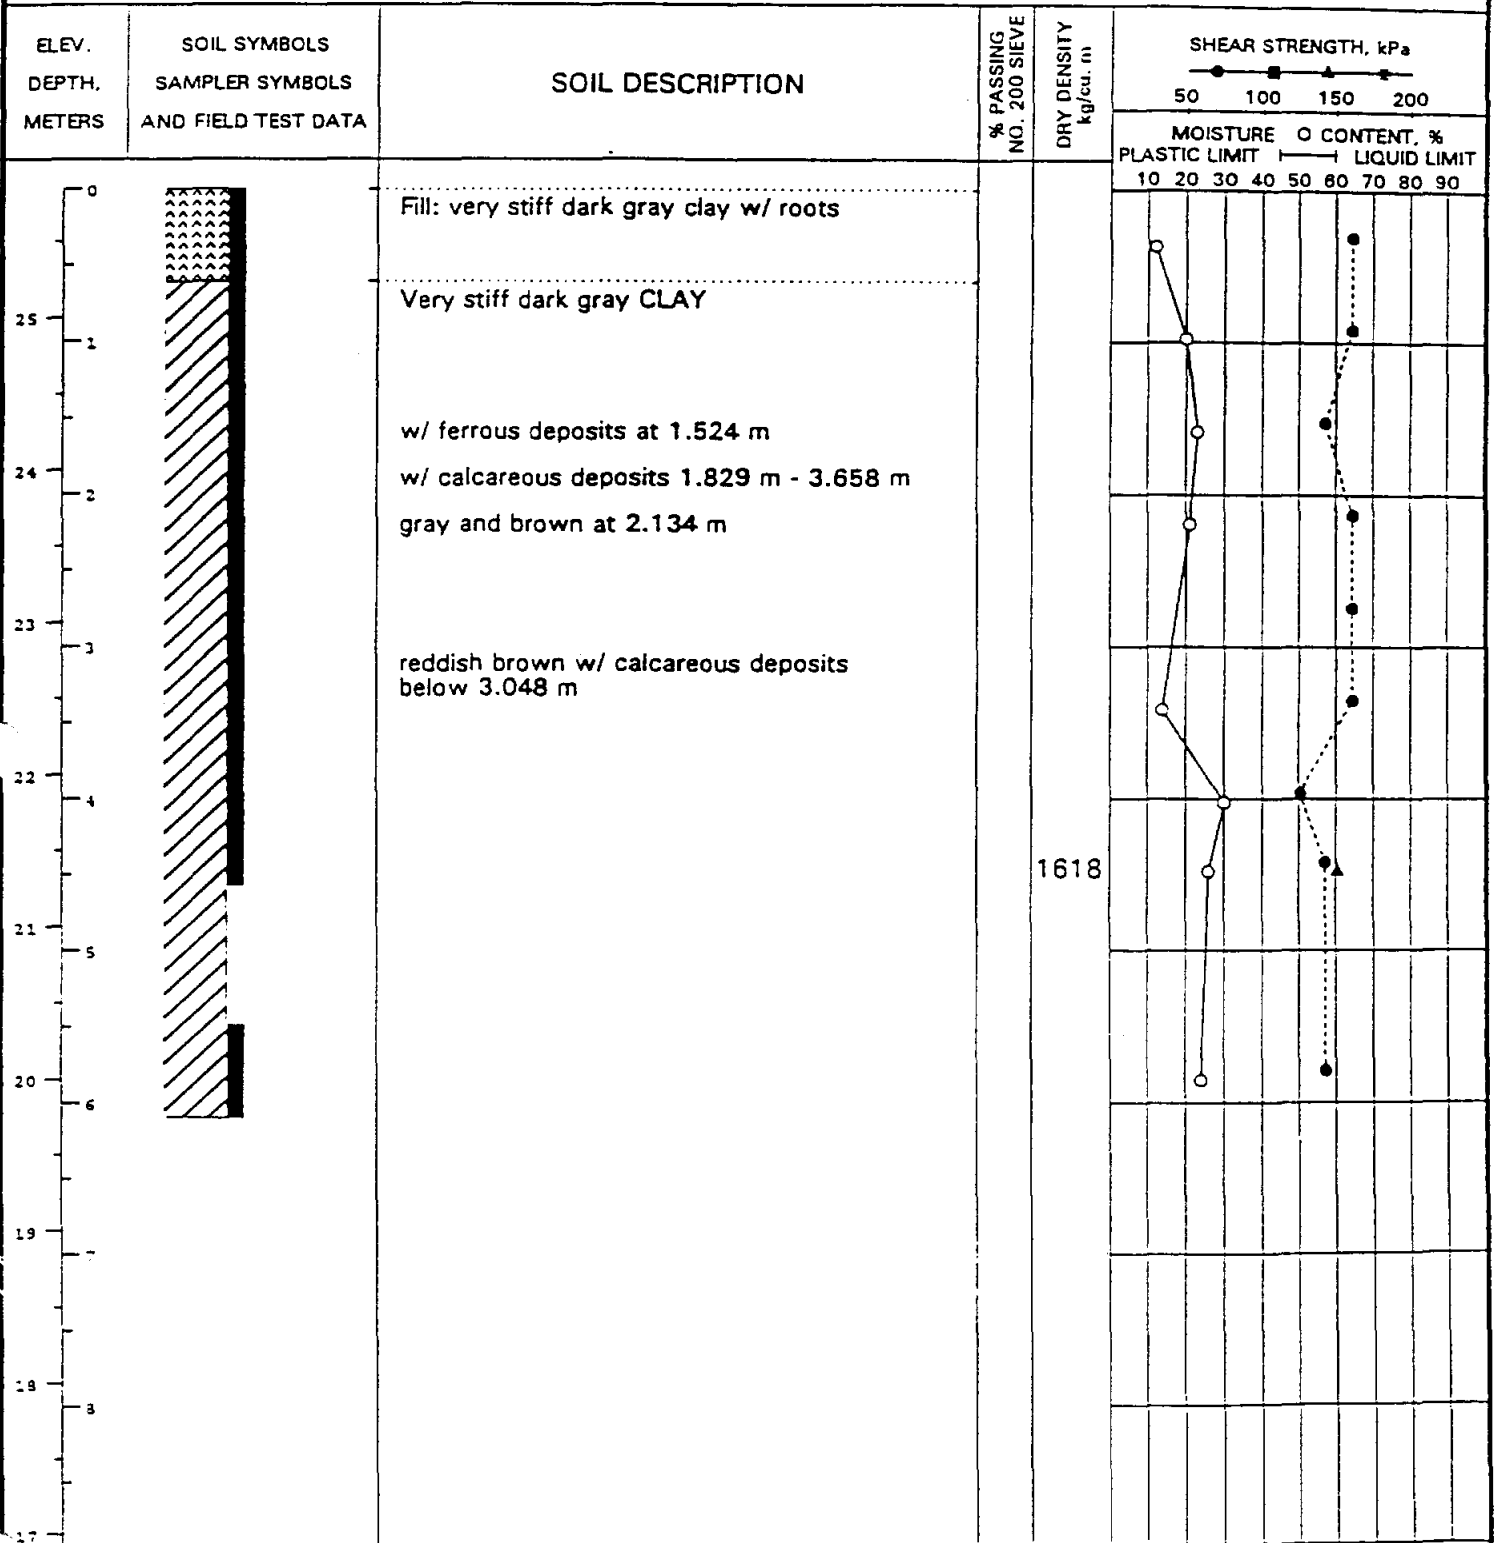 ELEV.
DEPTH,
METERS
SOIL SYMBOLS
SAMPLER SYMBOLS
AND FIELD TEST DATA
SOIL DESCRIPTION
% PASSING
NO. 200 SIEVE
DRY DENSITY
kg/cu. m
SHEAR STRENGTH, kPa
50 100 150 200
MOISTURE O CONTENT, %
PLASTIC LIMIT LIQUID LIMIT
10 20 30 40 50 60 70 80 90
0
Fill: very stiff dark gray clay w/ roots
Very stiff dark gray CLAY
25
1
w/ ferrous deposits at 1.524 m
24
w/ calcareous deposits 1.829 m - 3.658 m
2
gray and brown at 2.134 m
23
3
reddish brown w/ calcareous deposits
below 3.048 m
22
4
1618
21
5
20
6
19
7
18
8
17